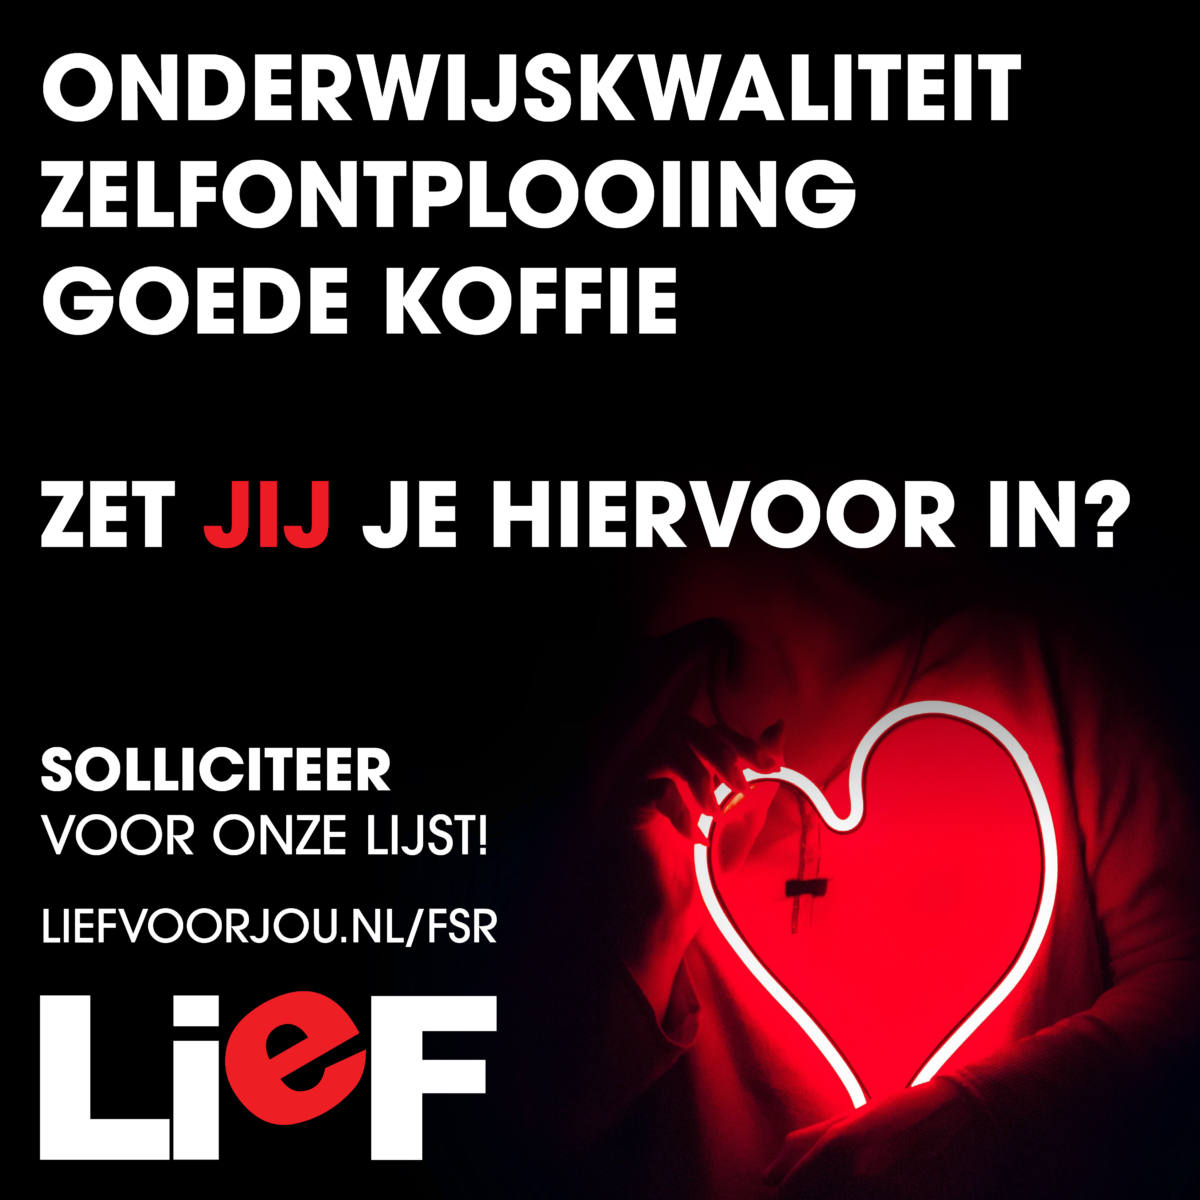 ONDERWIJSKWALITEIT
ZELFONTPLOOIING
GOEDE KOFFIE
ZET JIJ JE HIERVOOR IN?
SOLLICITEER
VOOR ONZE LIJST!
LIEFVOORJOU.NL/FSR
LieF